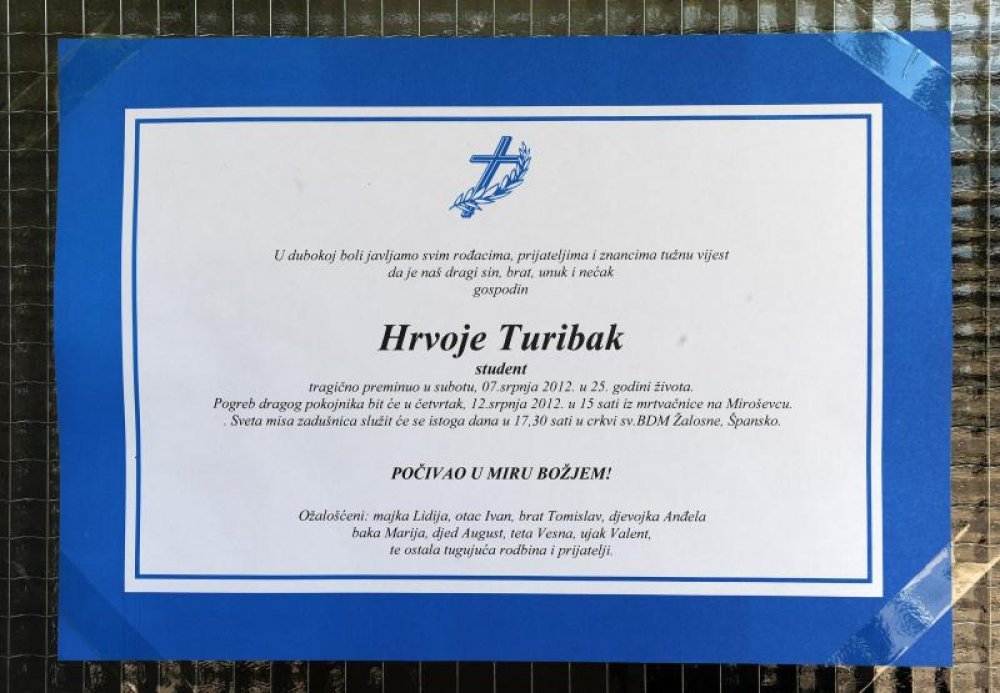 U dubokoj boli javljamo svim rođacima, prijateljima i znancima tužnu vijest
da je naš dragi sin, brat, unuk i nećak
gospodin
Hrvoje Turibak
student
tragično preminuo u subotu, 07.srpnja 2012. u 25. godini života.
Pogreb dragog pokojnika bit će u četvrtak, 12.srpnja 2012. u 15 sati iz mrtvačnice na Miroševcu.
. Sveta misa zadušnica služit će se istoga dana u 17,30 sati u crkvi sv.BDM Žalosne, Špansko.
POČIVAO U MIRU BOŽJEM!
Ožalošćeni: majka Lidija, otac Ivan, brat Tomislav, djevojka Anđela
baka Marija, djed August, teta Vesna, ujak Valent,
te ostala tugujuća rodbina i prijatelji.